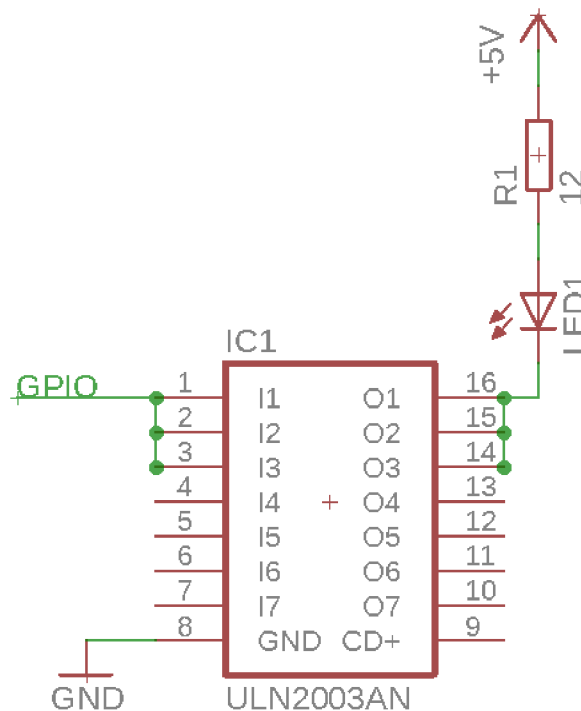 +5V
R1
12
LED1
IC1
GPIO
1 I1 O1 16
2 I2 O2 15
3 I3 O3 14
4 I4 O4 13
5 I5 O5 12
6 I6 O6 11
7 I7 O7 10
8 GND CD+ 9
GND
ULN2003AN